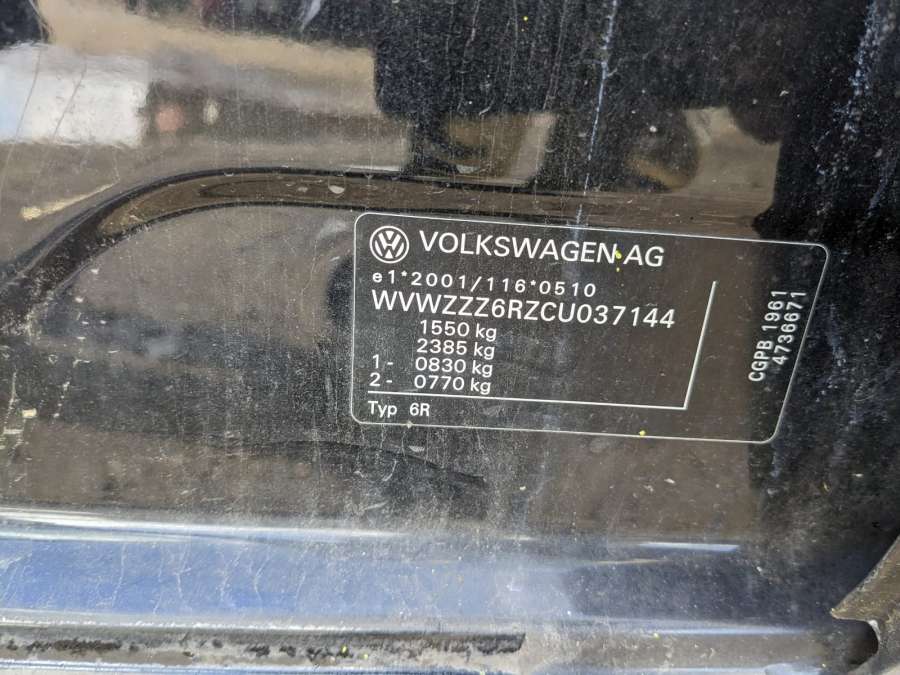 VOLKSWAGEN AG
e1*2001/116*0510
WVWZZZ6RZCU037144
1550 kg
2385 kg
1- 0830 kg
2- 0770 kg
Typ 6R
CGPB 1961
4736671